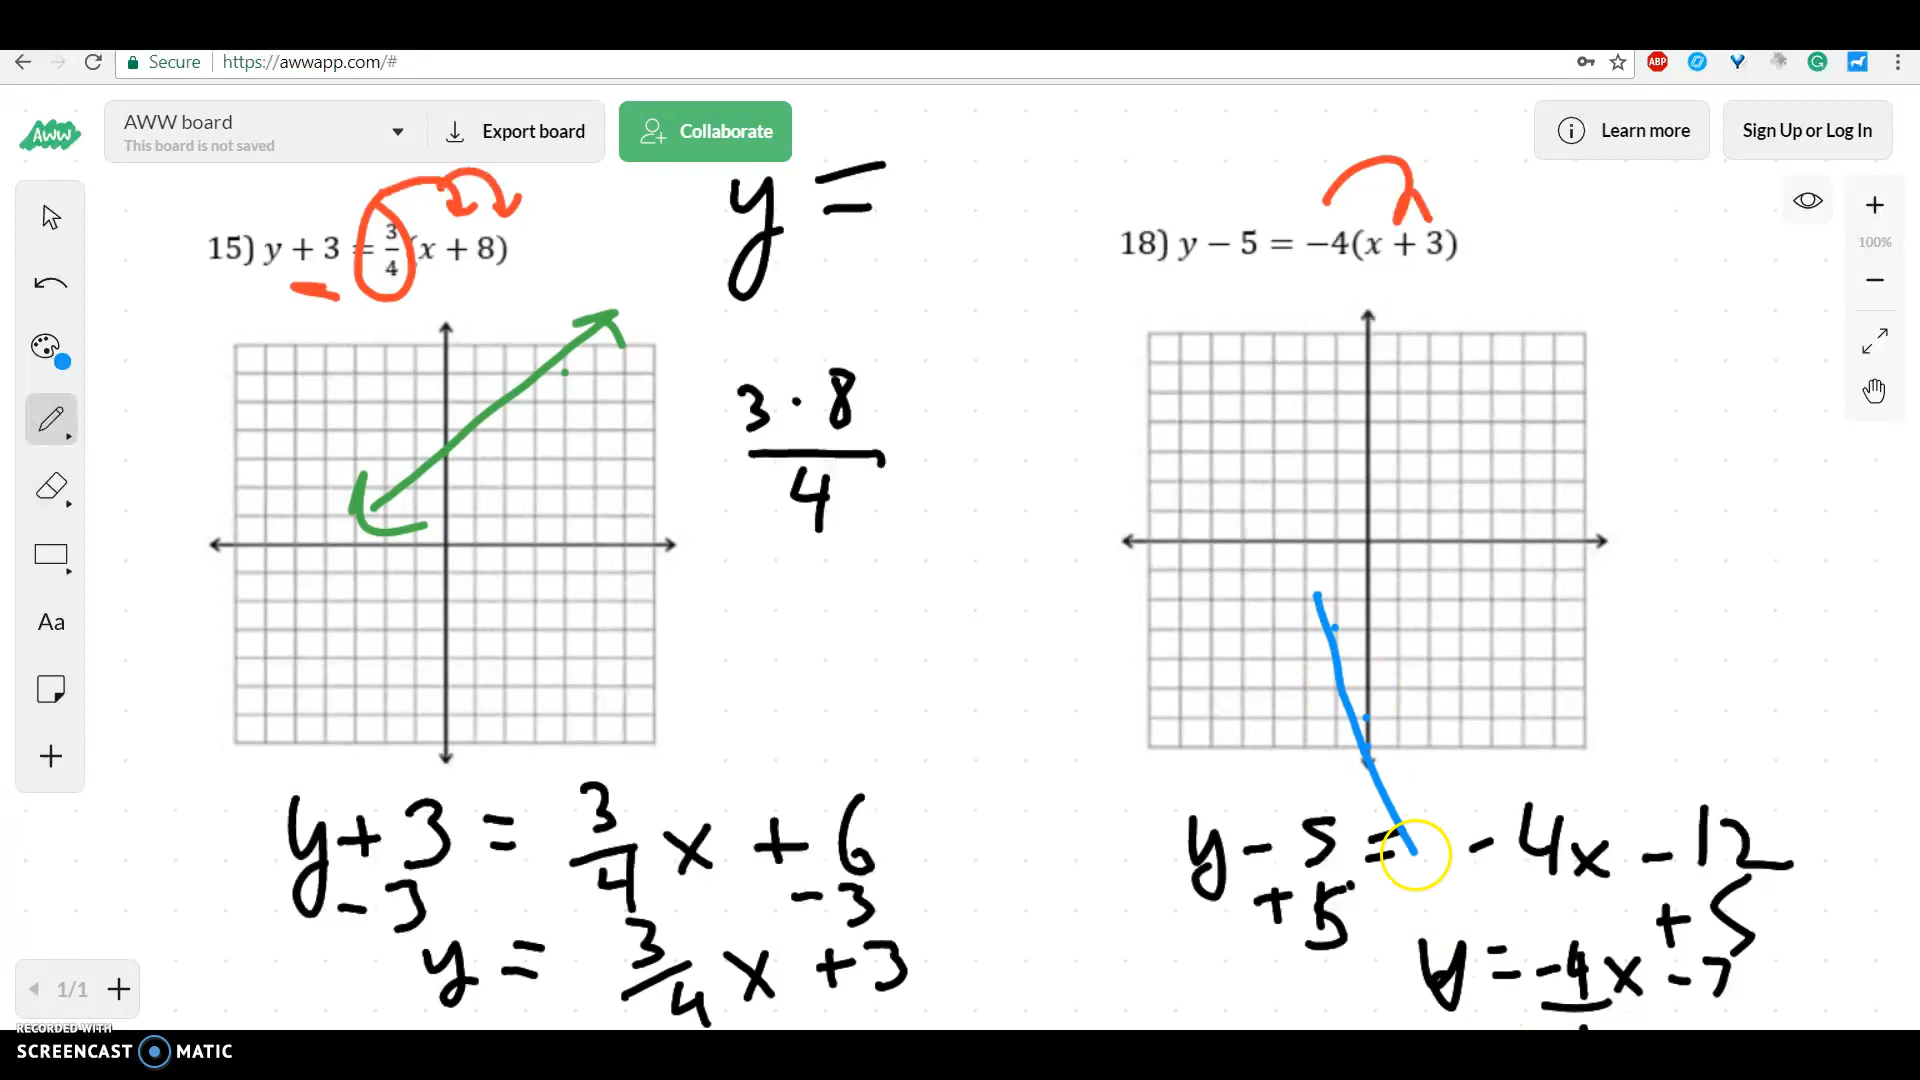 Secure https://awwapp.com/#
ABP
AWW
AWW board
This board is not saved
Export board
Collaborate
Learn more
Sign Up or Log In
100%
Aa
1/1
y =
15) y + 3 = 3/4 (x + 8)
3 · 8
4
y + 3 = 3/4 x + 6
- 3 - 3
y = 3/4 x + 3
18) y − 5 = −4(x + 3)
y - 5 = - 4x - 12
+ 5 + 5
y = -4x - 7
RECORDED WITH
SCREENCAST MATIC